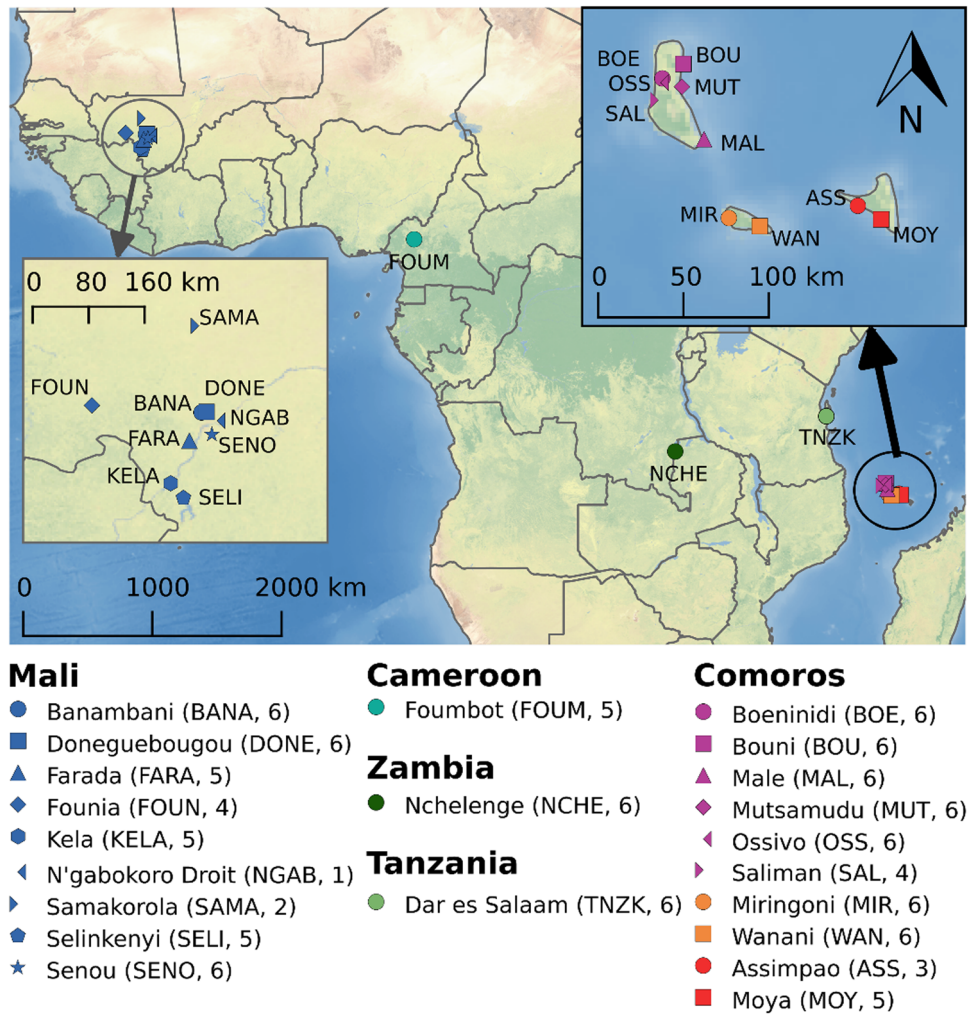 BOE
BOU
OSS
MUT
SAL
MAL
N
ASS
MIR
WAN
MOY
0 50 100 km
FOUM
0 80 160 km
SAMA
FOUN
DONE
BANA
NGAB
FARA
SENO
KELA
SELI
TNZK
NCHE
0 1000 2000 km
Mali
Banambani (BANA, 6)
Doneguebougou (DONE, 6)
Farada (FARA, 5)
Founia (FOUN, 4)
Kela (KELA, 5)
N'gabokoro Droit (NGAB, 1)
Samakorola (SAMA, 2)
Selinkenyi (SELI, 5)
Senou (SENO, 6)
Cameroon
Foumbot (FOUM, 5)
Zambia
Nchelenge (NCHE, 6)
Tanzania
Dar es Salaam (TNZK, 6)
Comoros
Boeninidi (BOE, 6)
Bouni (BOU, 6)
Male (MAL, 6)
Mutsamudu (MUT, 6)
Ossivo (OSS, 6)
Saliman (SAL, 4)
Miringoni (MIR, 6)
Wanani (WAN, 6)
Assimpao (ASS, 3)
Moya (MOY, 5)